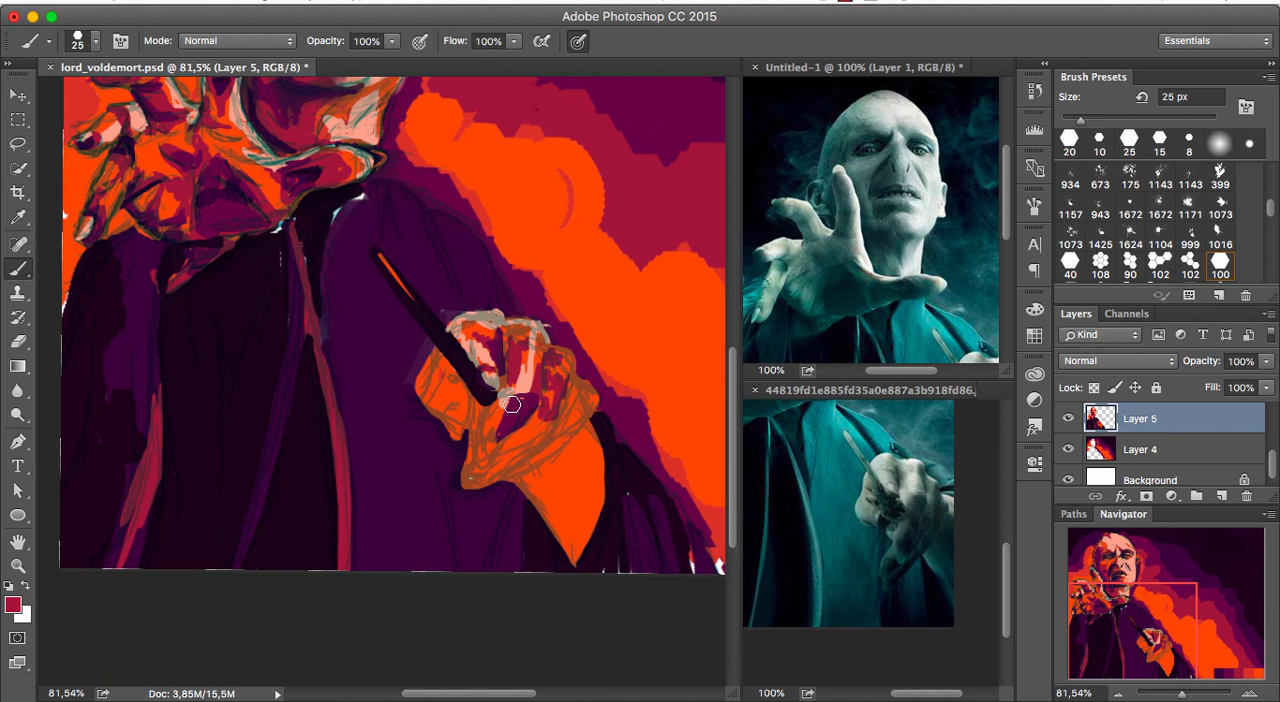 Adobe Photoshop CC 2015
25 Mode: Normal Opacity: 100% Flow: 100% Essentials
lord_voldemort.psd @ 81,5% (Layer 5, RGB/8) *
Untitled-1 @ 100% (Layer 1, RGB/8) *
Brush Presets
Size: 25 px
20 10 25 15 8
934 673 175 1143 1143 399
1157 943 1672 1672 1171 1073
1073 1425 1624 1104 999 1016
40 108 90 102 102 100
Layers Channels
Kind
Normal Opacity: 100%
Lock: Fill: 100%
Layer 5
Layer 4
Background
Paths Navigator
81,54%
100%
44819fd1e885fd35a0e887a3b918fd86.
100%
81,54% Doc: 3,85M/15,5M